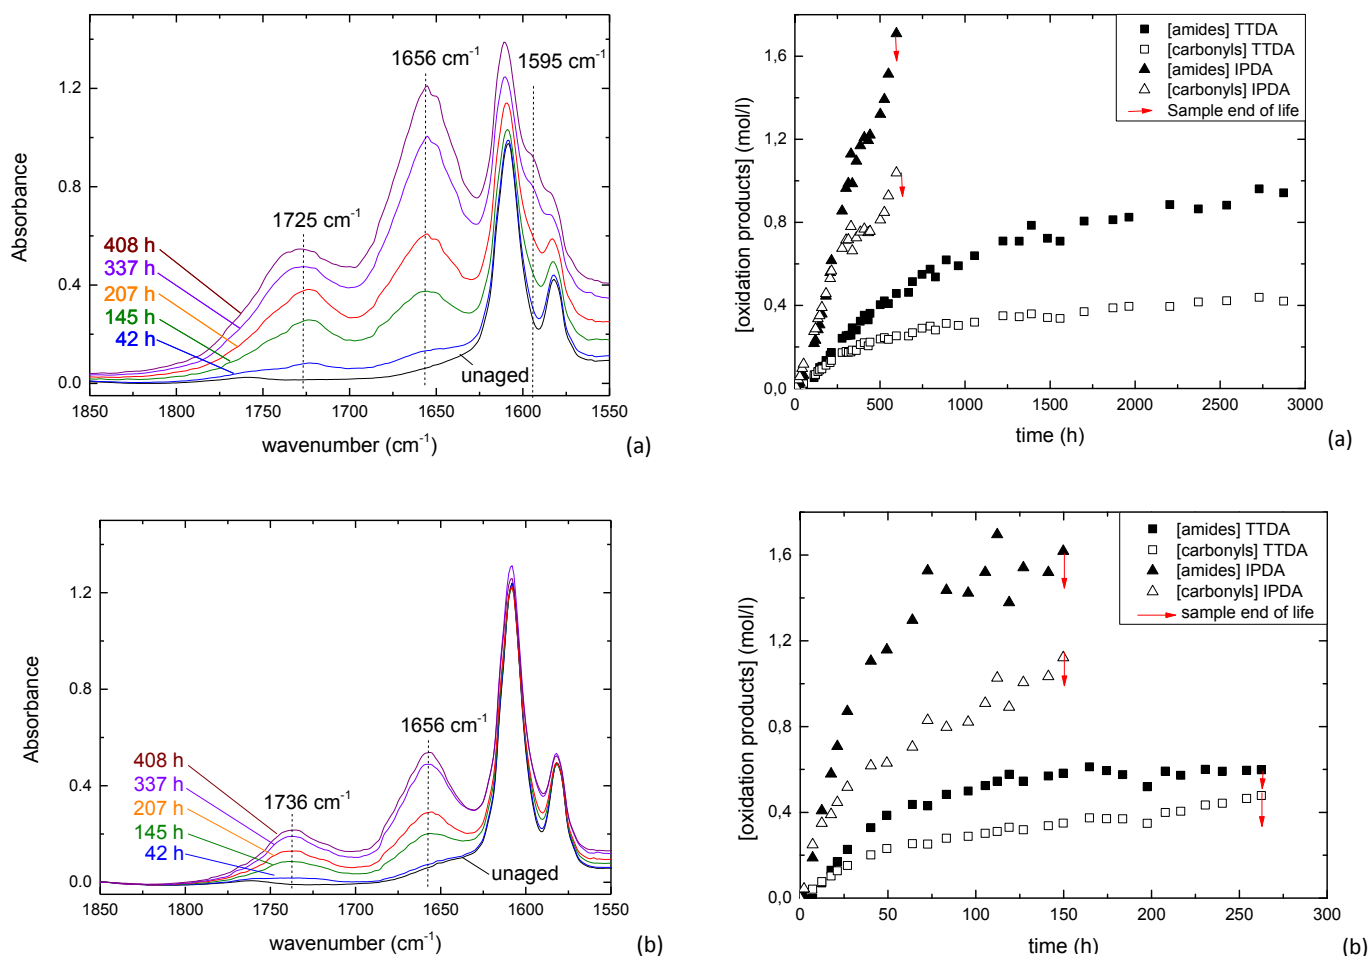 1656 cm⁻¹
1595 cm⁻¹
1725 cm⁻¹
408 h
337 h
207 h
145 h
42 h
unaged
Absorbance
1.2
0.8
0.4
0.0
1850 1800 1750 1700 1650 1600 1550
wavenumber (cm⁻¹)
(a)
[amides] TTDA
[carbonyls] TTDA
[amides] IPDA
[carbonyls] IPDA
Sample end of life
[oxidation products] (mol/l)
1,6
1,2
0,8
0,4
0,0
0 500 1000 1500 2000 2500 3000
time (h)
(a)
1656 cm⁻¹
1736 cm⁻¹
408 h
337 h
207 h
145 h
42 h
unaged
Absorbance
1.2
0.8
0.4
0.0
1850 1800 1750 1700 1650 1600 1550
wavenumber (cm⁻¹)
(b)
[amides] TTDA
[carbonyls] TTDA
[amides] IPDA
[carbonyls] IPDA
sample end of life
[oxidation products] (mol/l)
1,6
1,2
0,8
0,4
0,0
0 50 100 150 200 250 300
time (h)
(b)